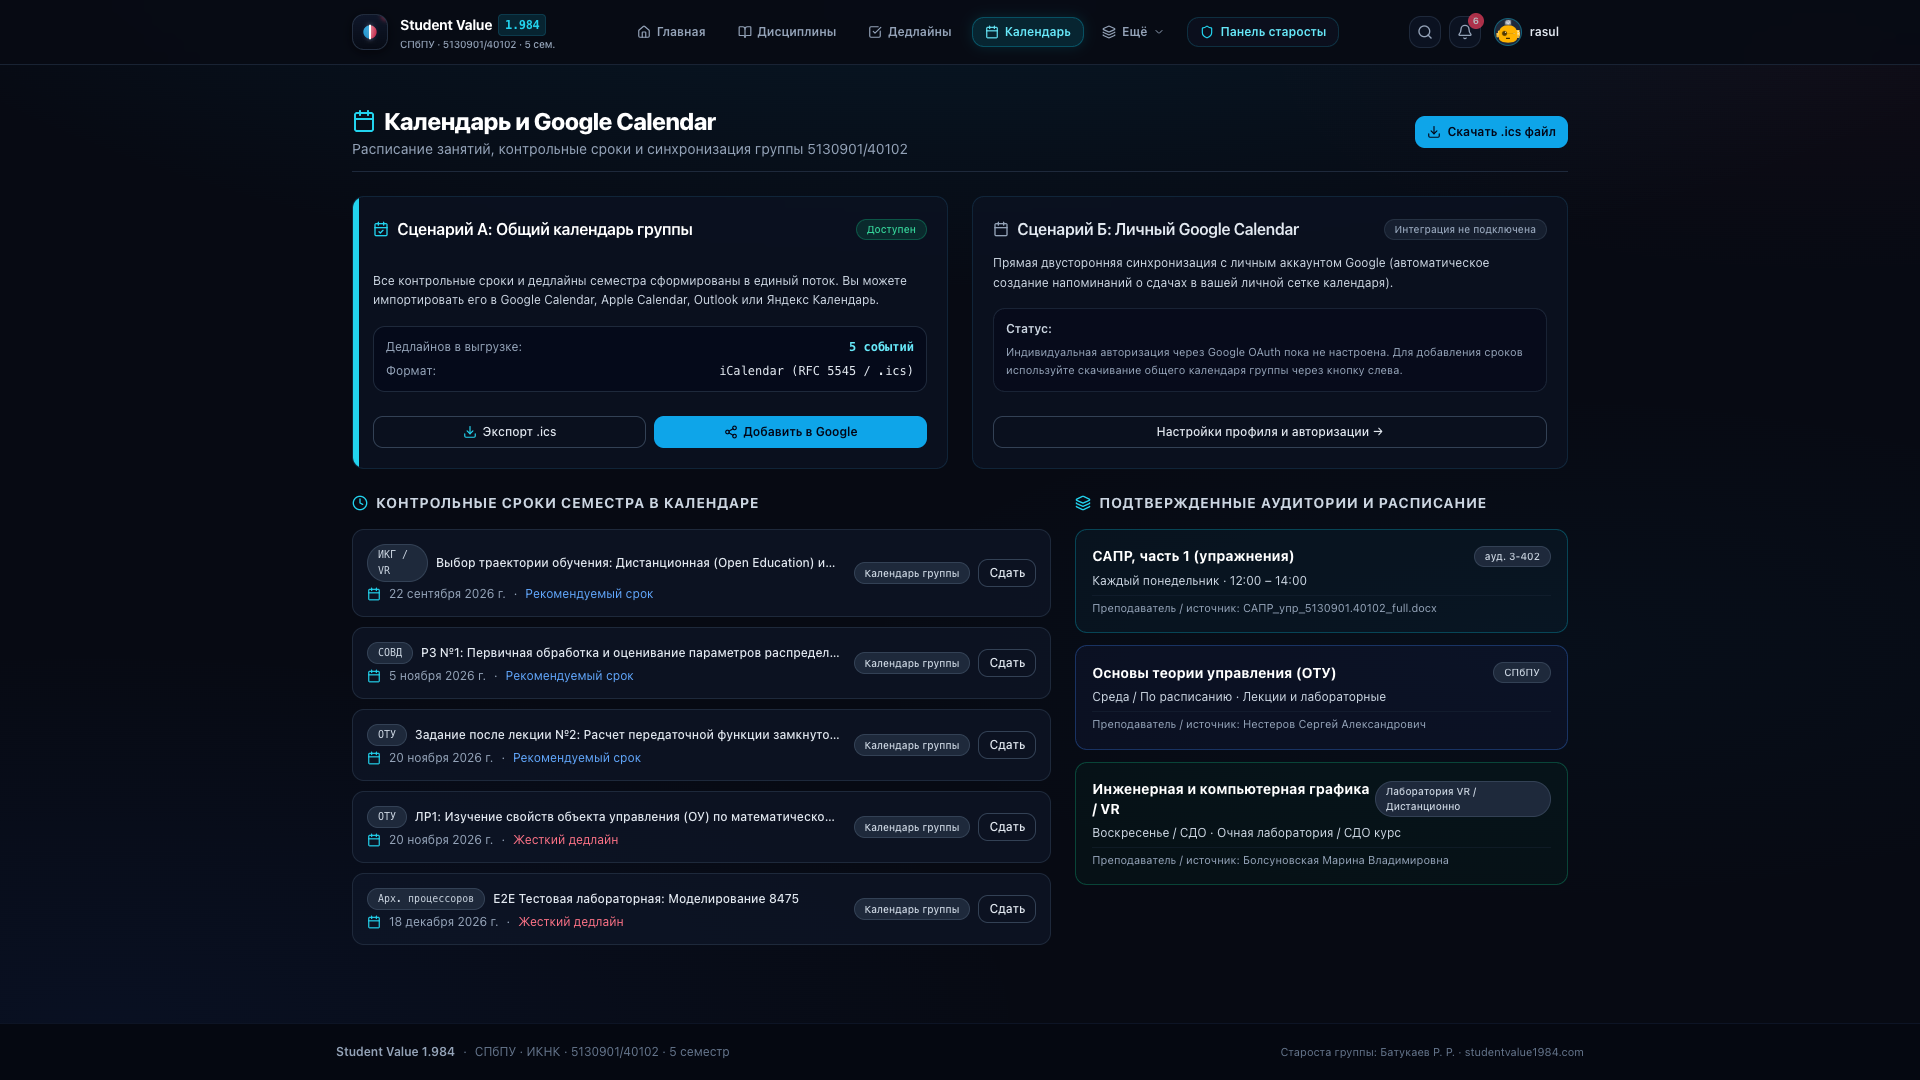 Student Value 1.984
СПбПУ · 5130901/40102 · 5 сем.
Главная
Дисциплины
Дедлайны
Календарь
Ещё
Панель старосты
6
rasul
Календарь и Google Calendar
Расписание занятий, контрольные сроки и синхронизация группы 5130901/40102
Скачать .ics файл
Сценарий А: Общий календарь группы
Доступен
Все контрольные сроки и дедлайны семестра сформированы в единый поток. Вы можете
импортировать его в Google Calendar, Apple Calendar, Outlook или Яндекс Календарь.
Дедлайнов в выгрузке: 5 событий
Формат: iCalendar (RFC 5545 / .ics)
Экспорт .ics
Добавить в Google
Сценарий Б: Личный Google Calendar
Интеграция не подключена
Прямая двусторонняя синхронизация с личным аккаунтом Google (автоматическое
создание напоминаний о сдачах в вашей личной сетке календаря).
Статус:
Индивидуальная авторизация через Google OAuth пока не настроена. Для добавления сроков
используйте скачивание общего календаря группы через кнопку слева.
Настройки профиля и авторизации →
КОНТРОЛЬНЫЕ СРОКИ СЕМЕСТРА В КАЛЕНДАРЕ
ИКГ /
VR
Выбор траектории обучения: Дистанционная (Open Education) и...
22 сентября 2026 г. · Рекомендуемый срок
Календарь группы
Сдать
СОВД
РЗ №1: Первичная обработка и оценивание параметров распредел...
5 ноября 2026 г. · Рекомендуемый срок
Календарь группы
Сдать
ОТУ
Задание после лекции №2: Расчет передаточной функции замкнуто...
20 ноября 2026 г. · Рекомендуемый срок
Календарь группы
Сдать
ОТУ
ЛР1: Изучение свойств объекта управления (ОУ) по математическо...
20 ноября 2026 г. · Жесткий дедлайн
Календарь группы
Сдать
Арх. процессоров
E2E Тестовая лабораторная: Моделирование 8475
18 декабря 2026 г. · Жесткий дедлайн
Календарь группы
Сдать
ПОДТВЕРЖДЕННЫЕ АУДИТОРИИ И РАСПИСАНИЕ
САПР, часть 1 (упражнения)
ауд. 3-402
Каждый понедельник · 12:00 – 14:00
Преподаватель / источник: САПР_упр_5130901.40102_full.docx
Основы теории управления (ОТУ)
СПбПУ
Среда / По расписанию · Лекции и лабораторные
Преподаватель / источник: Нестеров Сергей Александрович
Инженерная и компьютерная графика
/ VR
Лаборатория VR /
Дистанционно
Воскресенье / СДО · Очная лаборатория / СДО курс
Преподаватель / источник: Болсуновская Марина Владимировна
Student Value 1.984 · СПбПУ · ИКНК · 5130901/40102 · 5 семестр
Староста группы: Батукаев Р. Р. · studentvalue1984.com